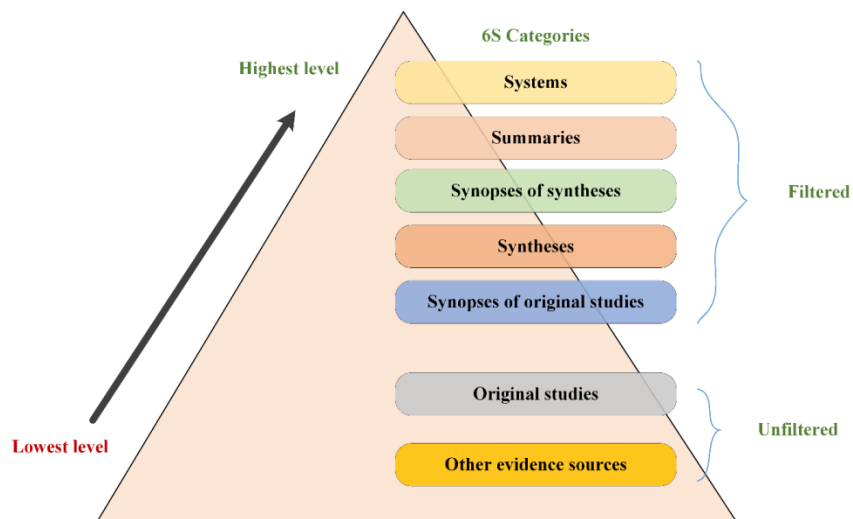 6S Categories
Highest level
Systems
Summaries
Synopses of syntheses
Filtered
Syntheses
Synopses of original studies
Original studies
Unfiltered
Lowest level
Other evidence sources